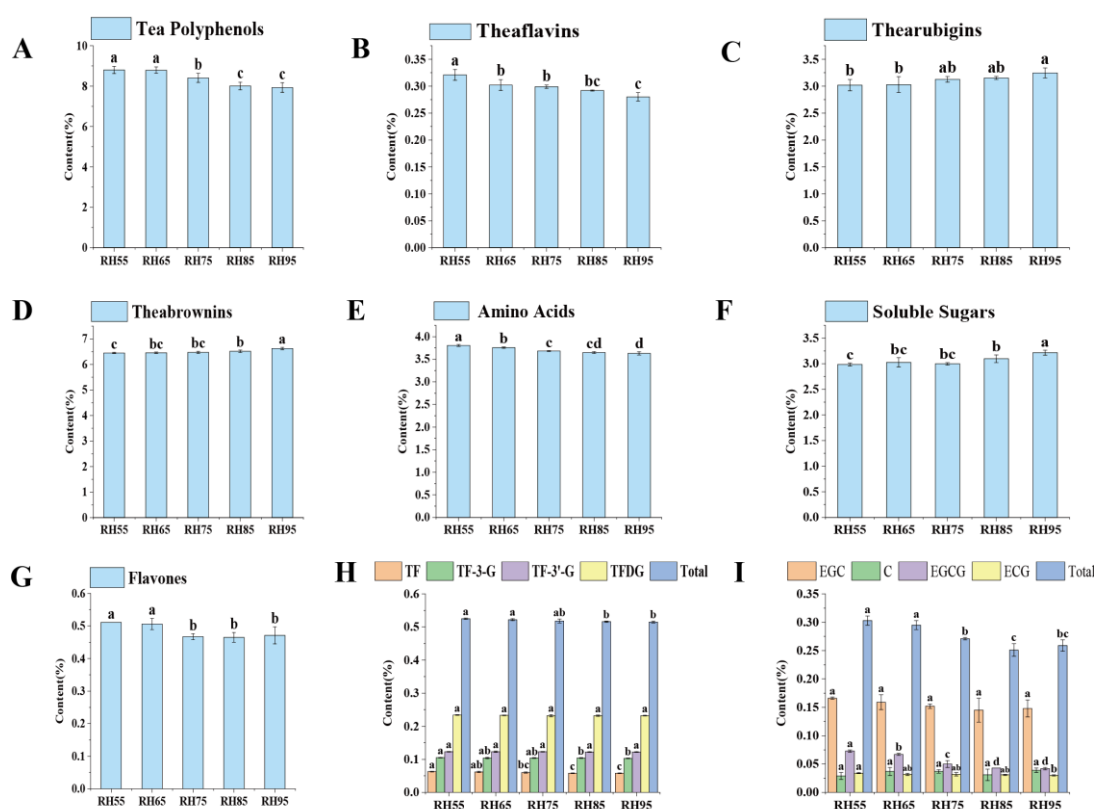 A
Tea Polyphenols
Content(%)
10
8
6
4
2
0
a a b c c
RH55 RH65 RH75 RH85 RH95
B
Theaflavins
Content(%)
0.35
0.30
0.25
0.20
0.15
0.10
0.05
0.00
a b b bc c
RH55 RH65 RH75 RH85 RH95
C
Thearubigins
Content(%)
3.5
3.0
2.5
2.0
1.5
1.0
0.5
0.0
b b ab ab a
RH55 RH65 RH75 RH85 RH95
D
Theabrownins
Content(%)
7
6
5
4
3
2
1
0
c bc bc b a
RH55 RH65 RH75 RH85 RH95
E
Amino Acids
Content(%)
4.0
3.5
3.0
2.5
2.0
1.5
1.0
0.5
0.0
a b c cd d
RH55 RH65 RH75 RH85 RH95
F
Soluble Sugars
Content(%)
3.5
3.0
2.5
2.0
1.5
1.0
0.5
0.0
c bc bc b a
RH55 RH65 RH75 RH85 RH95
G
Flavones
Content(%)
0.6
0.5
0.4
0.3
0.2
0.1
0.0
a a b b b
RH55 RH65 RH75 RH85 RH95
H
TF TF-3-G TF-3'-G TFDG Total
Content(%)
0.6
0.5
0.4
0.3
0.2
0.1
0.0
a a a a a
ab ab a a a
bc a a a ab
c b a a b
c b a a b
RH55 RH65 RH75 RH85 RH95
I
EGC C EGCG ECG Total
Content(%)
0.35
0.30
0.25
0.20
0.15
0.10
0.05
0.00
a a a a a
a a b ab a
a a c ab b
a a d ab c
a a d b bc
RH55 RH65 RH75 RH85 RH95